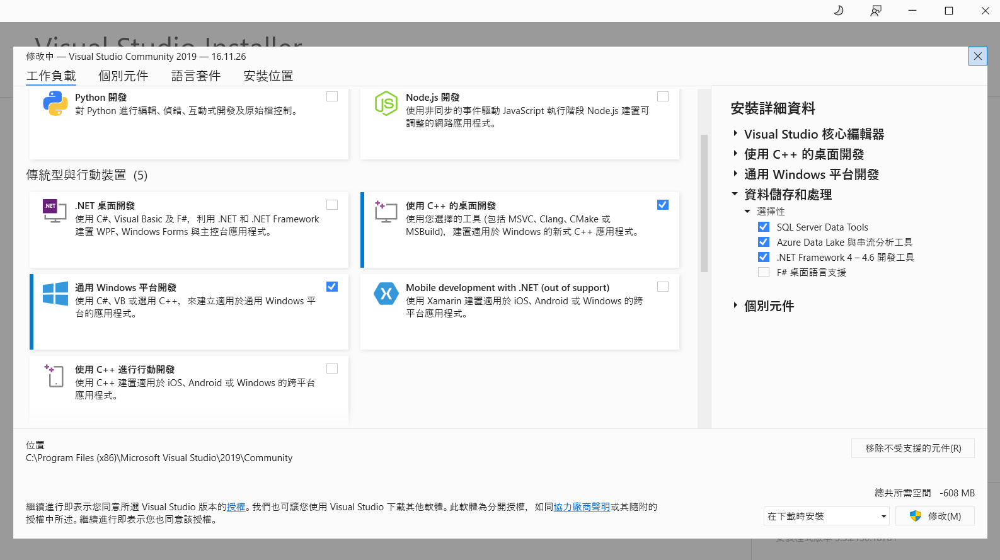 Visual Studio Installer
修改中 — Visual Studio Community 2019 — 16.11.26
工作負載 個別元件 語言套件 安裝位置
Python 開發
對 Python 進行編輯、偵錯、互動式開發及原始檔控制。
Node.js 開發
使用非同步的事件驅動 JavaScript 執行階段 Node.js 建置可
調整的網路應用程式。
傳統型與行動裝置 (5)
.NET
.NET 桌面開發
使用 C#、Visual Basic 及 F#，利用 .NET 和 .NET Framework
建置 WPF、Windows Forms 與主控台應用程式。
使用 C++ 的桌面開發
使用您選擇的工具 (包括 MSVC、Clang、CMake 或
MSBuild)，建置適用於 Windows 的新式 C++ 應用程式。
通用 Windows 平台開發
使用 C#、VB 或選用 C++，來建立適用於通用 Windows 平
台的應用程式。
Mobile development with .NET (out of support)
使用 Xamarin 建置適用於 iOS、Android 或 Windows 的跨
平台應用程式。
使用 C++ 進行行動開發
使用 C++ 建置適用於 iOS、Android 或 Windows 的跨平台
應用程式。
安裝詳細資料
Visual Studio 核心編輯器
使用 C++ 的桌面開發
通用 Windows 平台開發
資料儲存和處理
選擇性
SQL Server Data Tools
Azure Data Lake 與串流分析工具
.NET Framework 4 – 4.6 開發工具
F# 桌面語言支援
個別元件
位置
C:\Program Files (x86)\Microsoft Visual Studio\2019\Community
移除不受支援的元件(R)
總共所需空間 -608 MB
繼續進行即表示您同意所選 Visual Studio 版本的授權。我們也可讓您使用 Visual Studio 下載其他軟體。此軟體為分開授權，如同協力廠商聲明或其隨附的
授權中所述。繼續進行即表示您也同意該授權。
在下載時安裝
修改(M)